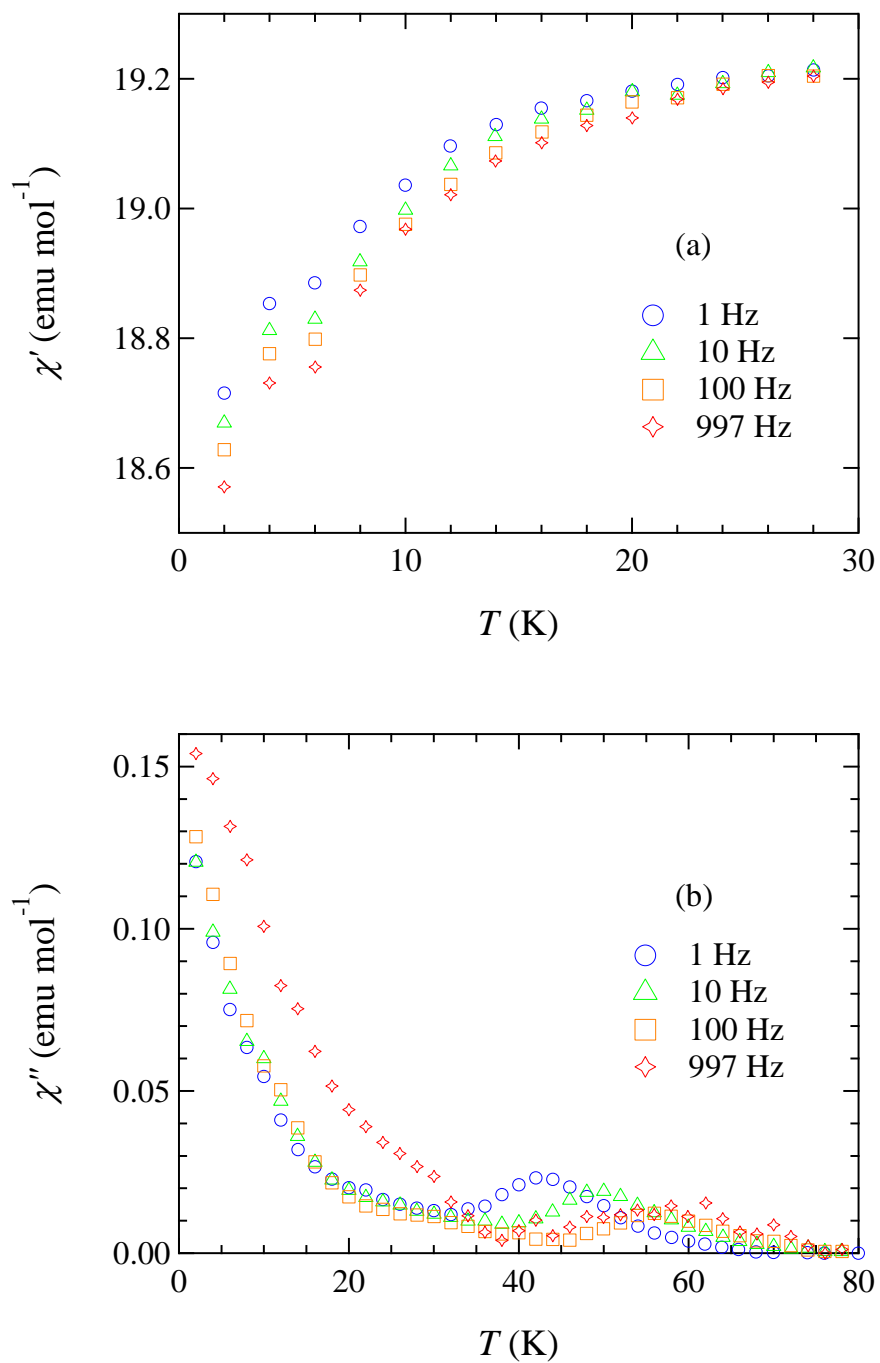 19.2
19.0
18.8
18.6
χ′ (emu mol⁻¹)
(a)
1 Hz
10 Hz
100 Hz
997 Hz
0 10 20 30
T (K)
0.15
0.10
0.05
0.00
χ″ (emu mol⁻¹)
(b)
1 Hz
10 Hz
100 Hz
997 Hz
0 20 40 60 80
T (K)